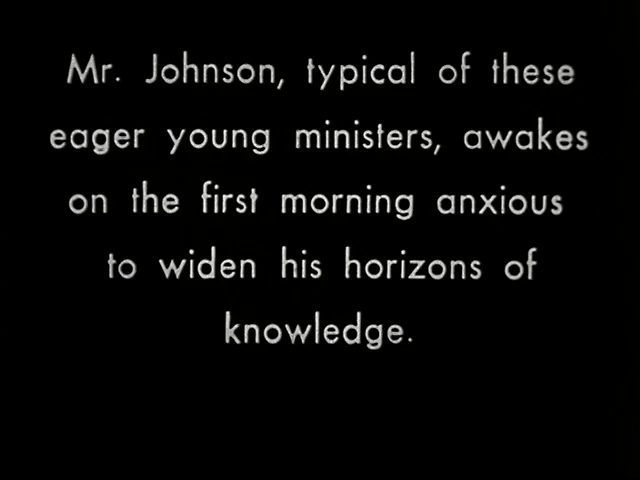 Mr. Johnson, typical of these
eager young ministers, awakes
on the first morning anxious
to widen his horizons of
knowledge.